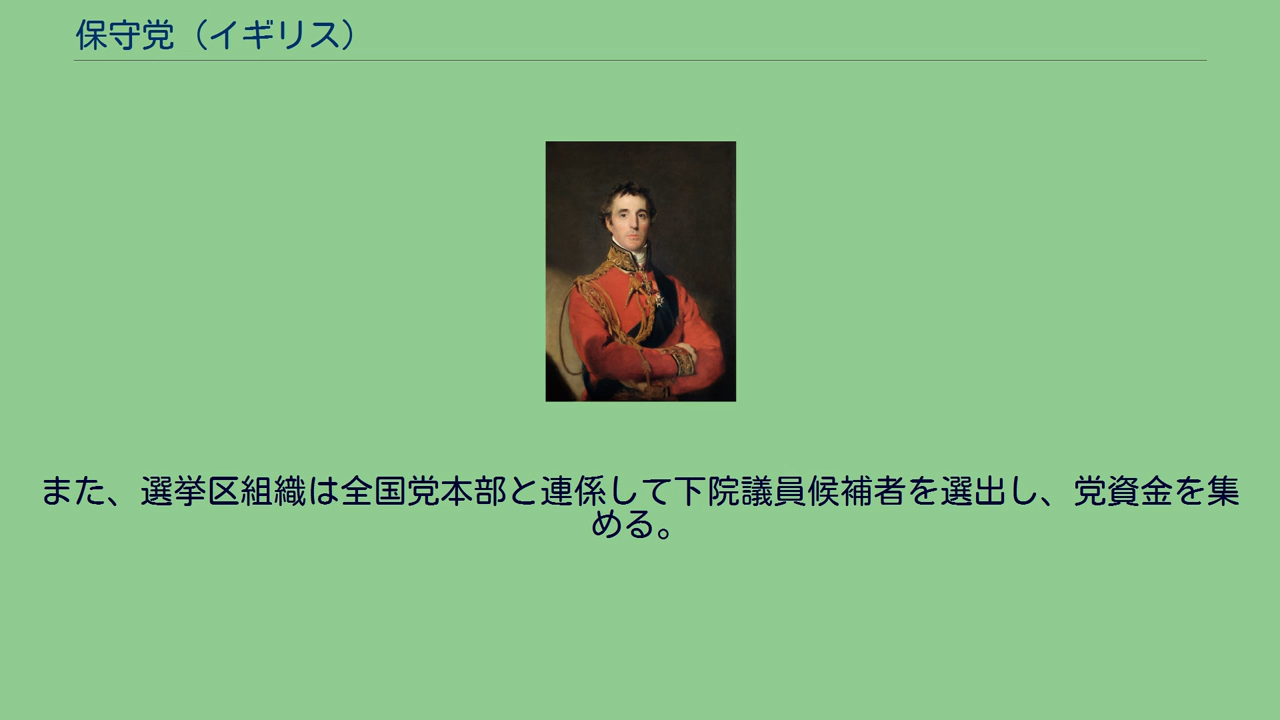 保守党（イギリス）
また、選挙区組織は全国党本部と連係して下院議員候補者を選出し、党資金を集
める。